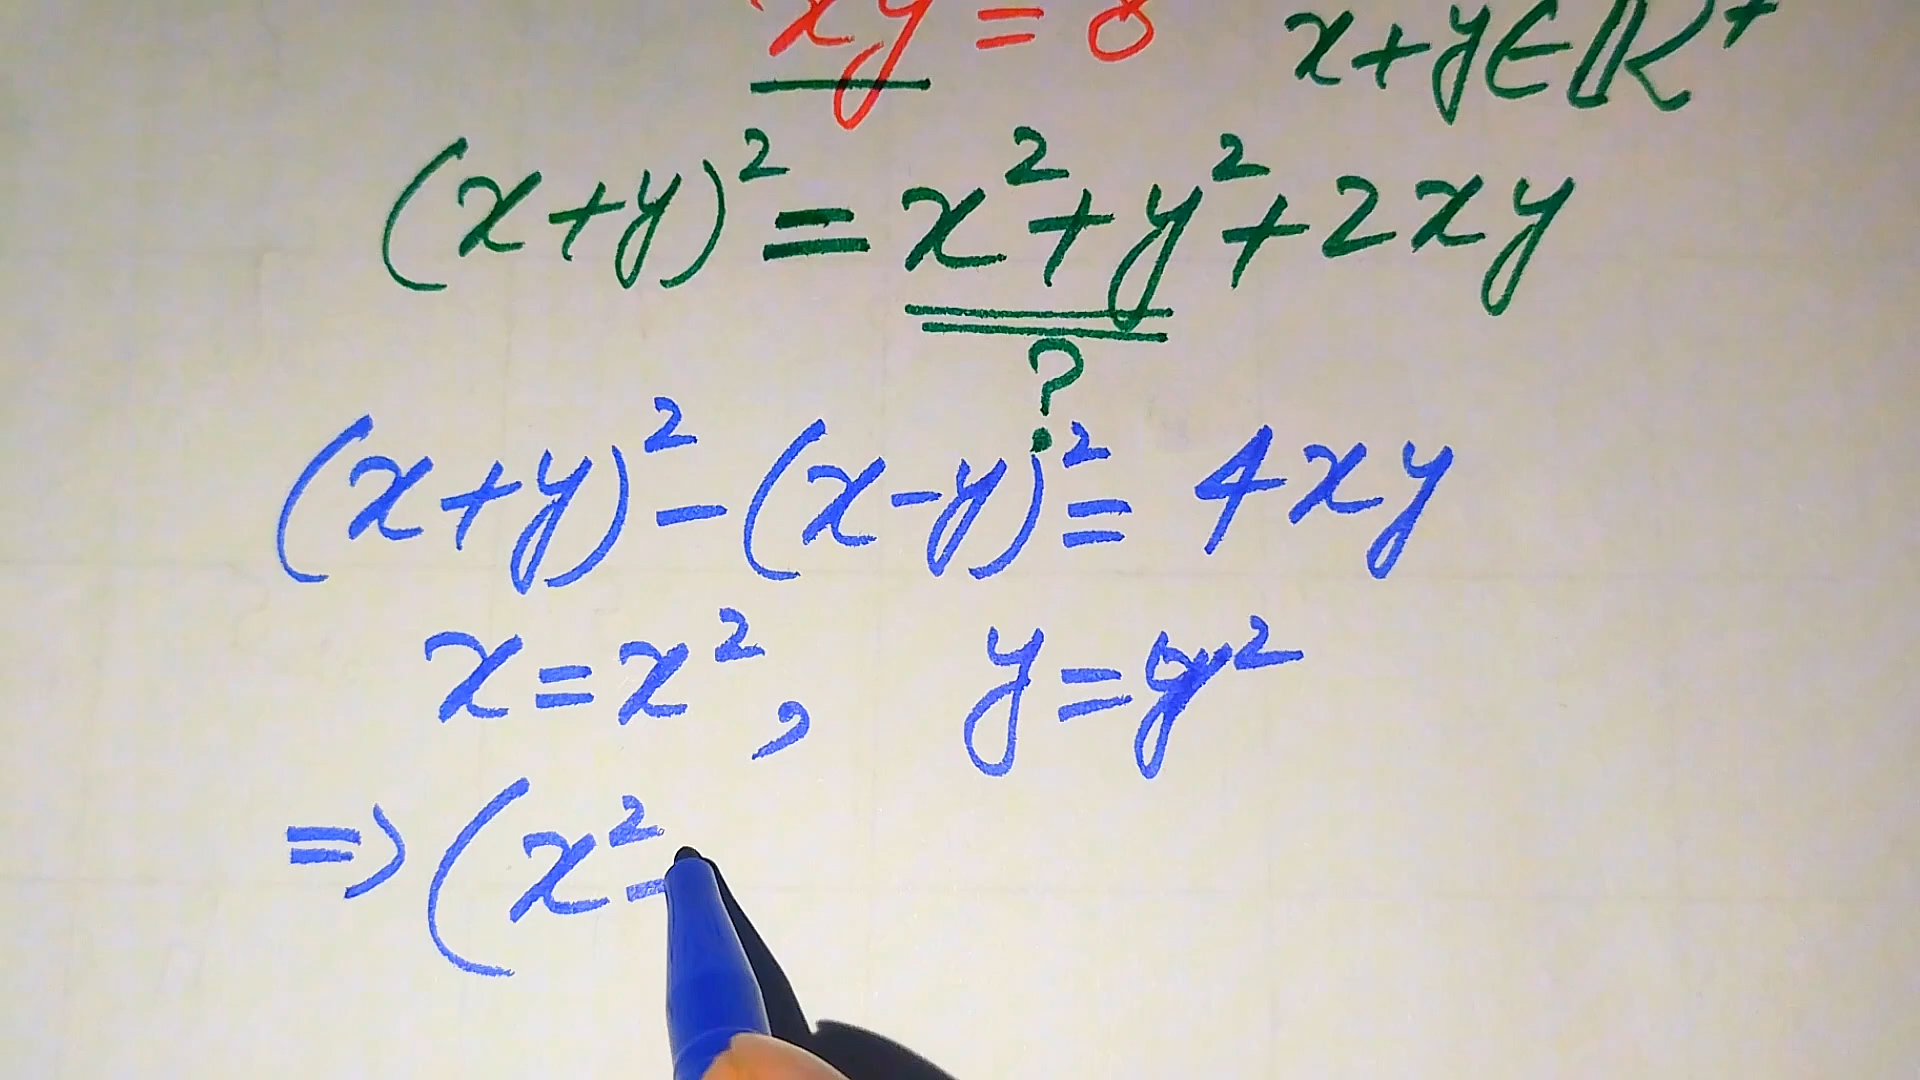 xy = 8 x+y∈ℝ⁺
(x+y)² = x²+y²+2xy
?
(x+y)² - (x-y)² = 4xy
x = x², y = y²
⇒ (x² -